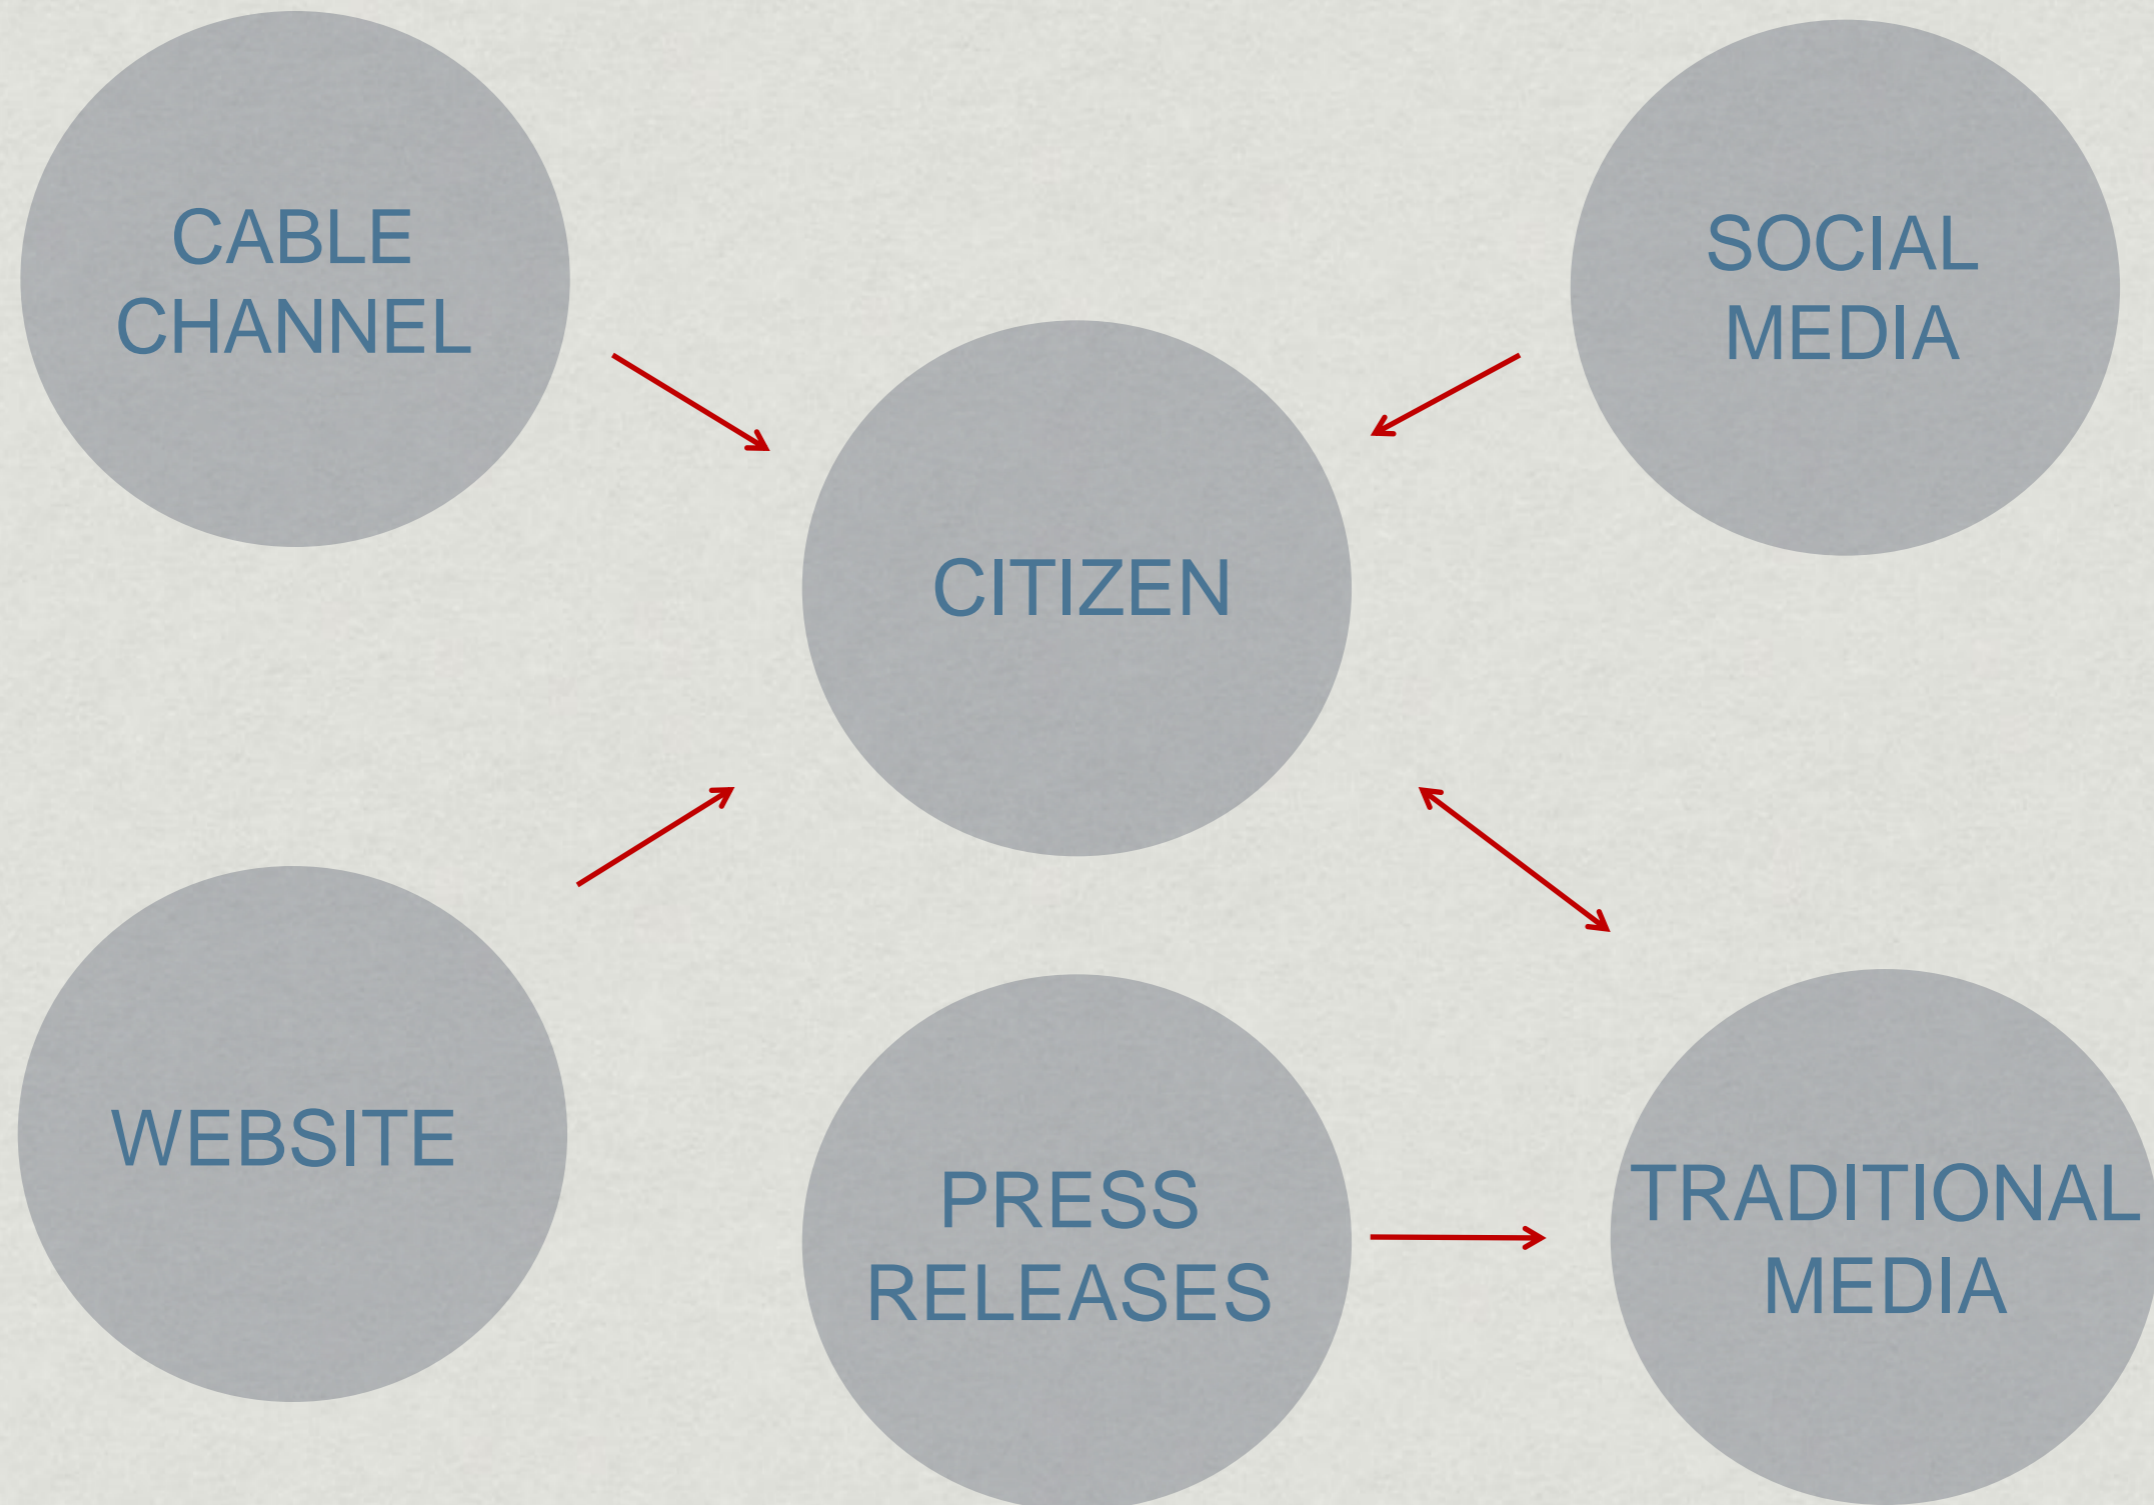 CABLE
CHANNEL
SOCIAL
MEDIA
CITIZEN
WEBSITE
PRESS
RELEASES
TRADITIONAL
MEDIA